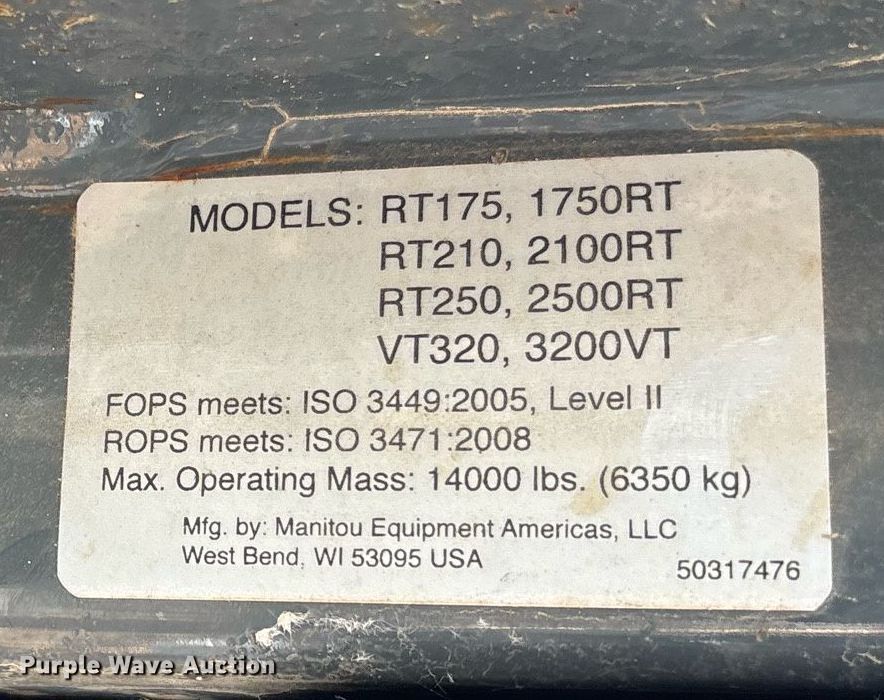 MODELS: RT175, 1750RT
RT210, 2100RT
RT250, 2500RT
VT320, 3200VT
FOPS meets: ISO 3449:2005, Level II
ROPS meets: ISO 3471:2008
Max. Operating Mass: 14000 lbs. (6350 kg)
Mfg. by: Manitou Equipment Americas, LLC
West Bend, WI 53095 USA
50317476
Purple Wave Auction